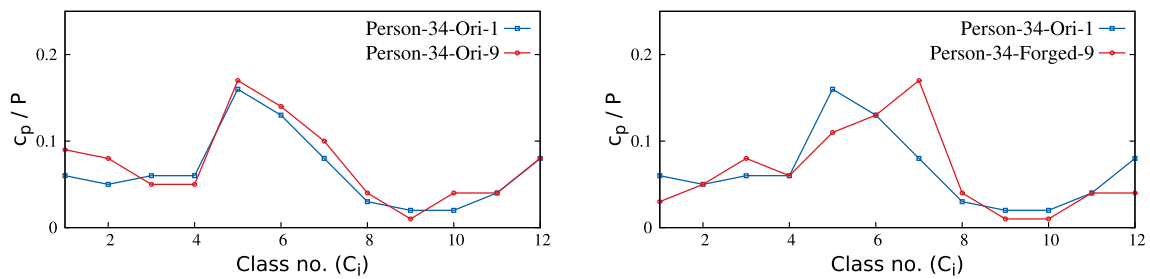 Person-34-Ori-1
Person-34-Ori-9
0.2
0.1
0
c_p / P
2 4 6 8 10 12
Class no. (C_i)
Person-34-Ori-1
Person-34-Forged-9
0.2
0.1
0
c_p / P
2 4 6 8 10 12
Class no. (C_i)